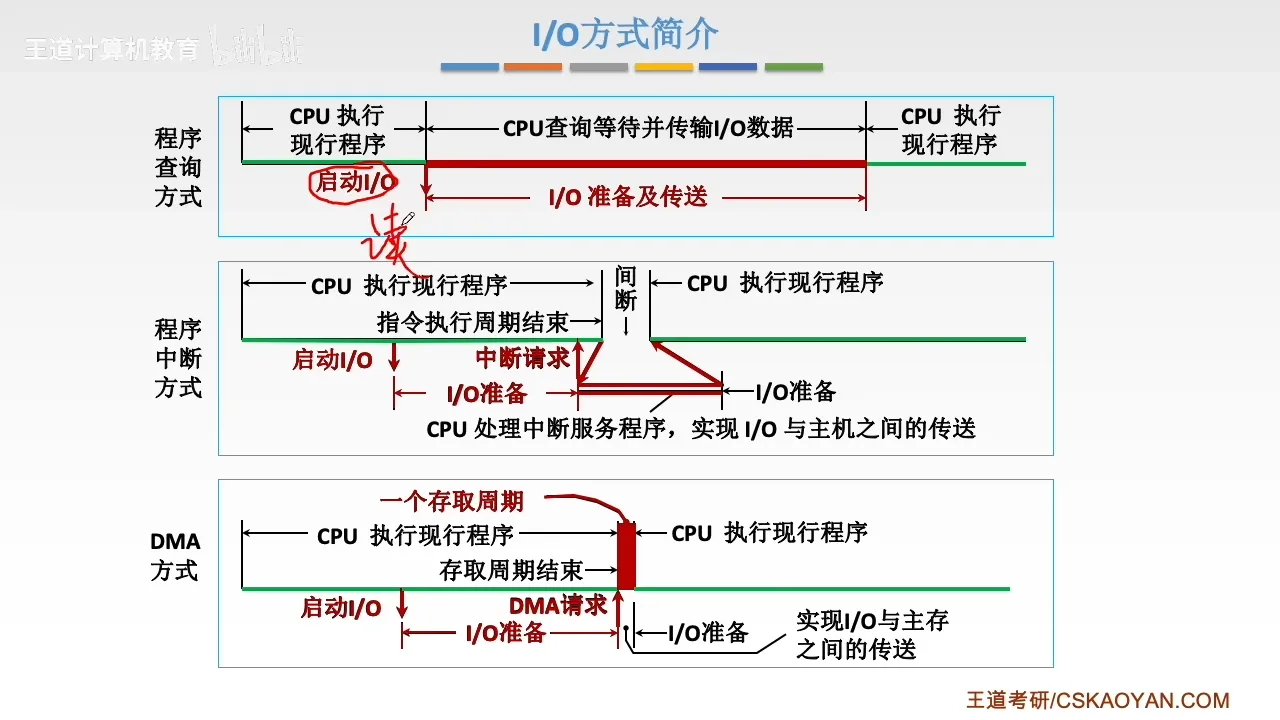 王道计算机教育 bilibili
I/O方式简介
程序
查询
方式
CPU 执行
现行程序
CPU查询等待并传输I/O数据
CPU 执行
现行程序
启动I/O
I/O 准备及传送
读
程序
中断
方式
CPU 执行现行程序
间
断
CPU 执行现行程序
指令执行周期结束
启动I/O
中断请求
I/O准备
I/O准备
CPU 处理中断服务程序，实现 I/O 与主机之间的传送
DMA
方式
一个存取周期
CPU 执行现行程序
CPU 执行现行程序
存取周期结束
启动I/O
DMA请求
I/O准备
I/O准备
实现I/O与主存
之间的传送
王道考研/CSKAOYAN.COM